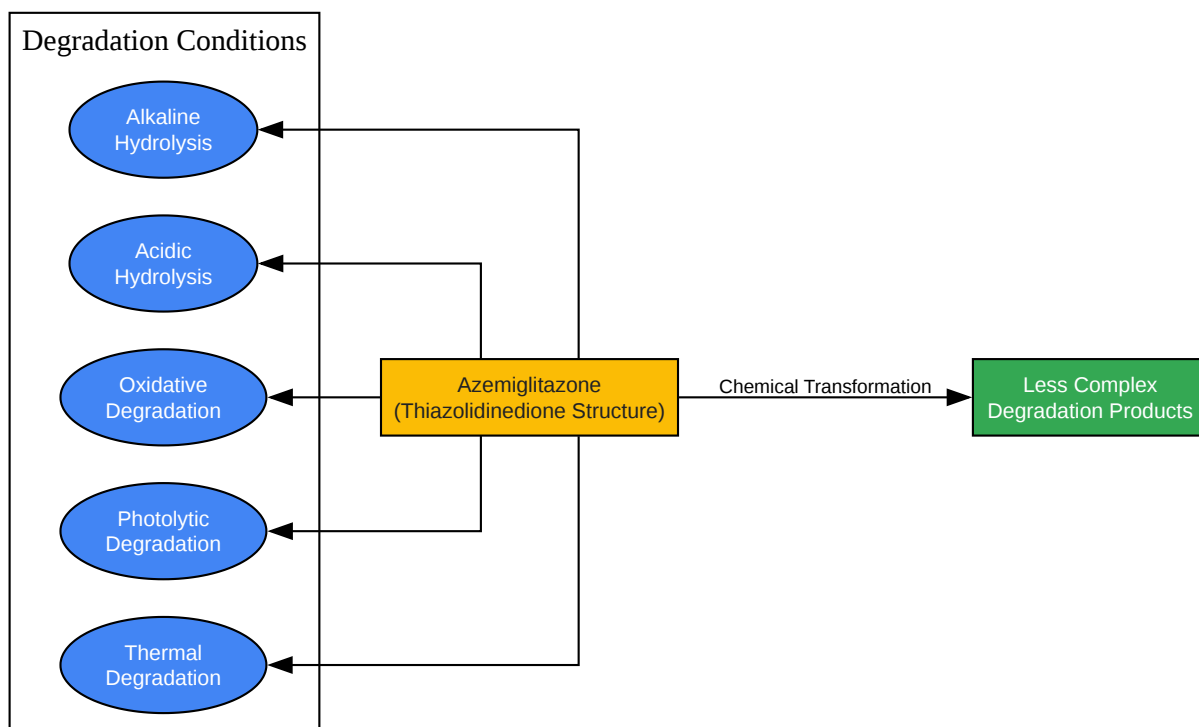 Degradation Conditions
Alkaline
Hydrolysis
Acidic
Hydrolysis
Oxidative
Degradation
Photolytic
Degradation
Thermal
Degradation
Azemiglitazone
(Thiazolidinedione Structure)
Chemical Transformation
Less Complex
Degradation Products